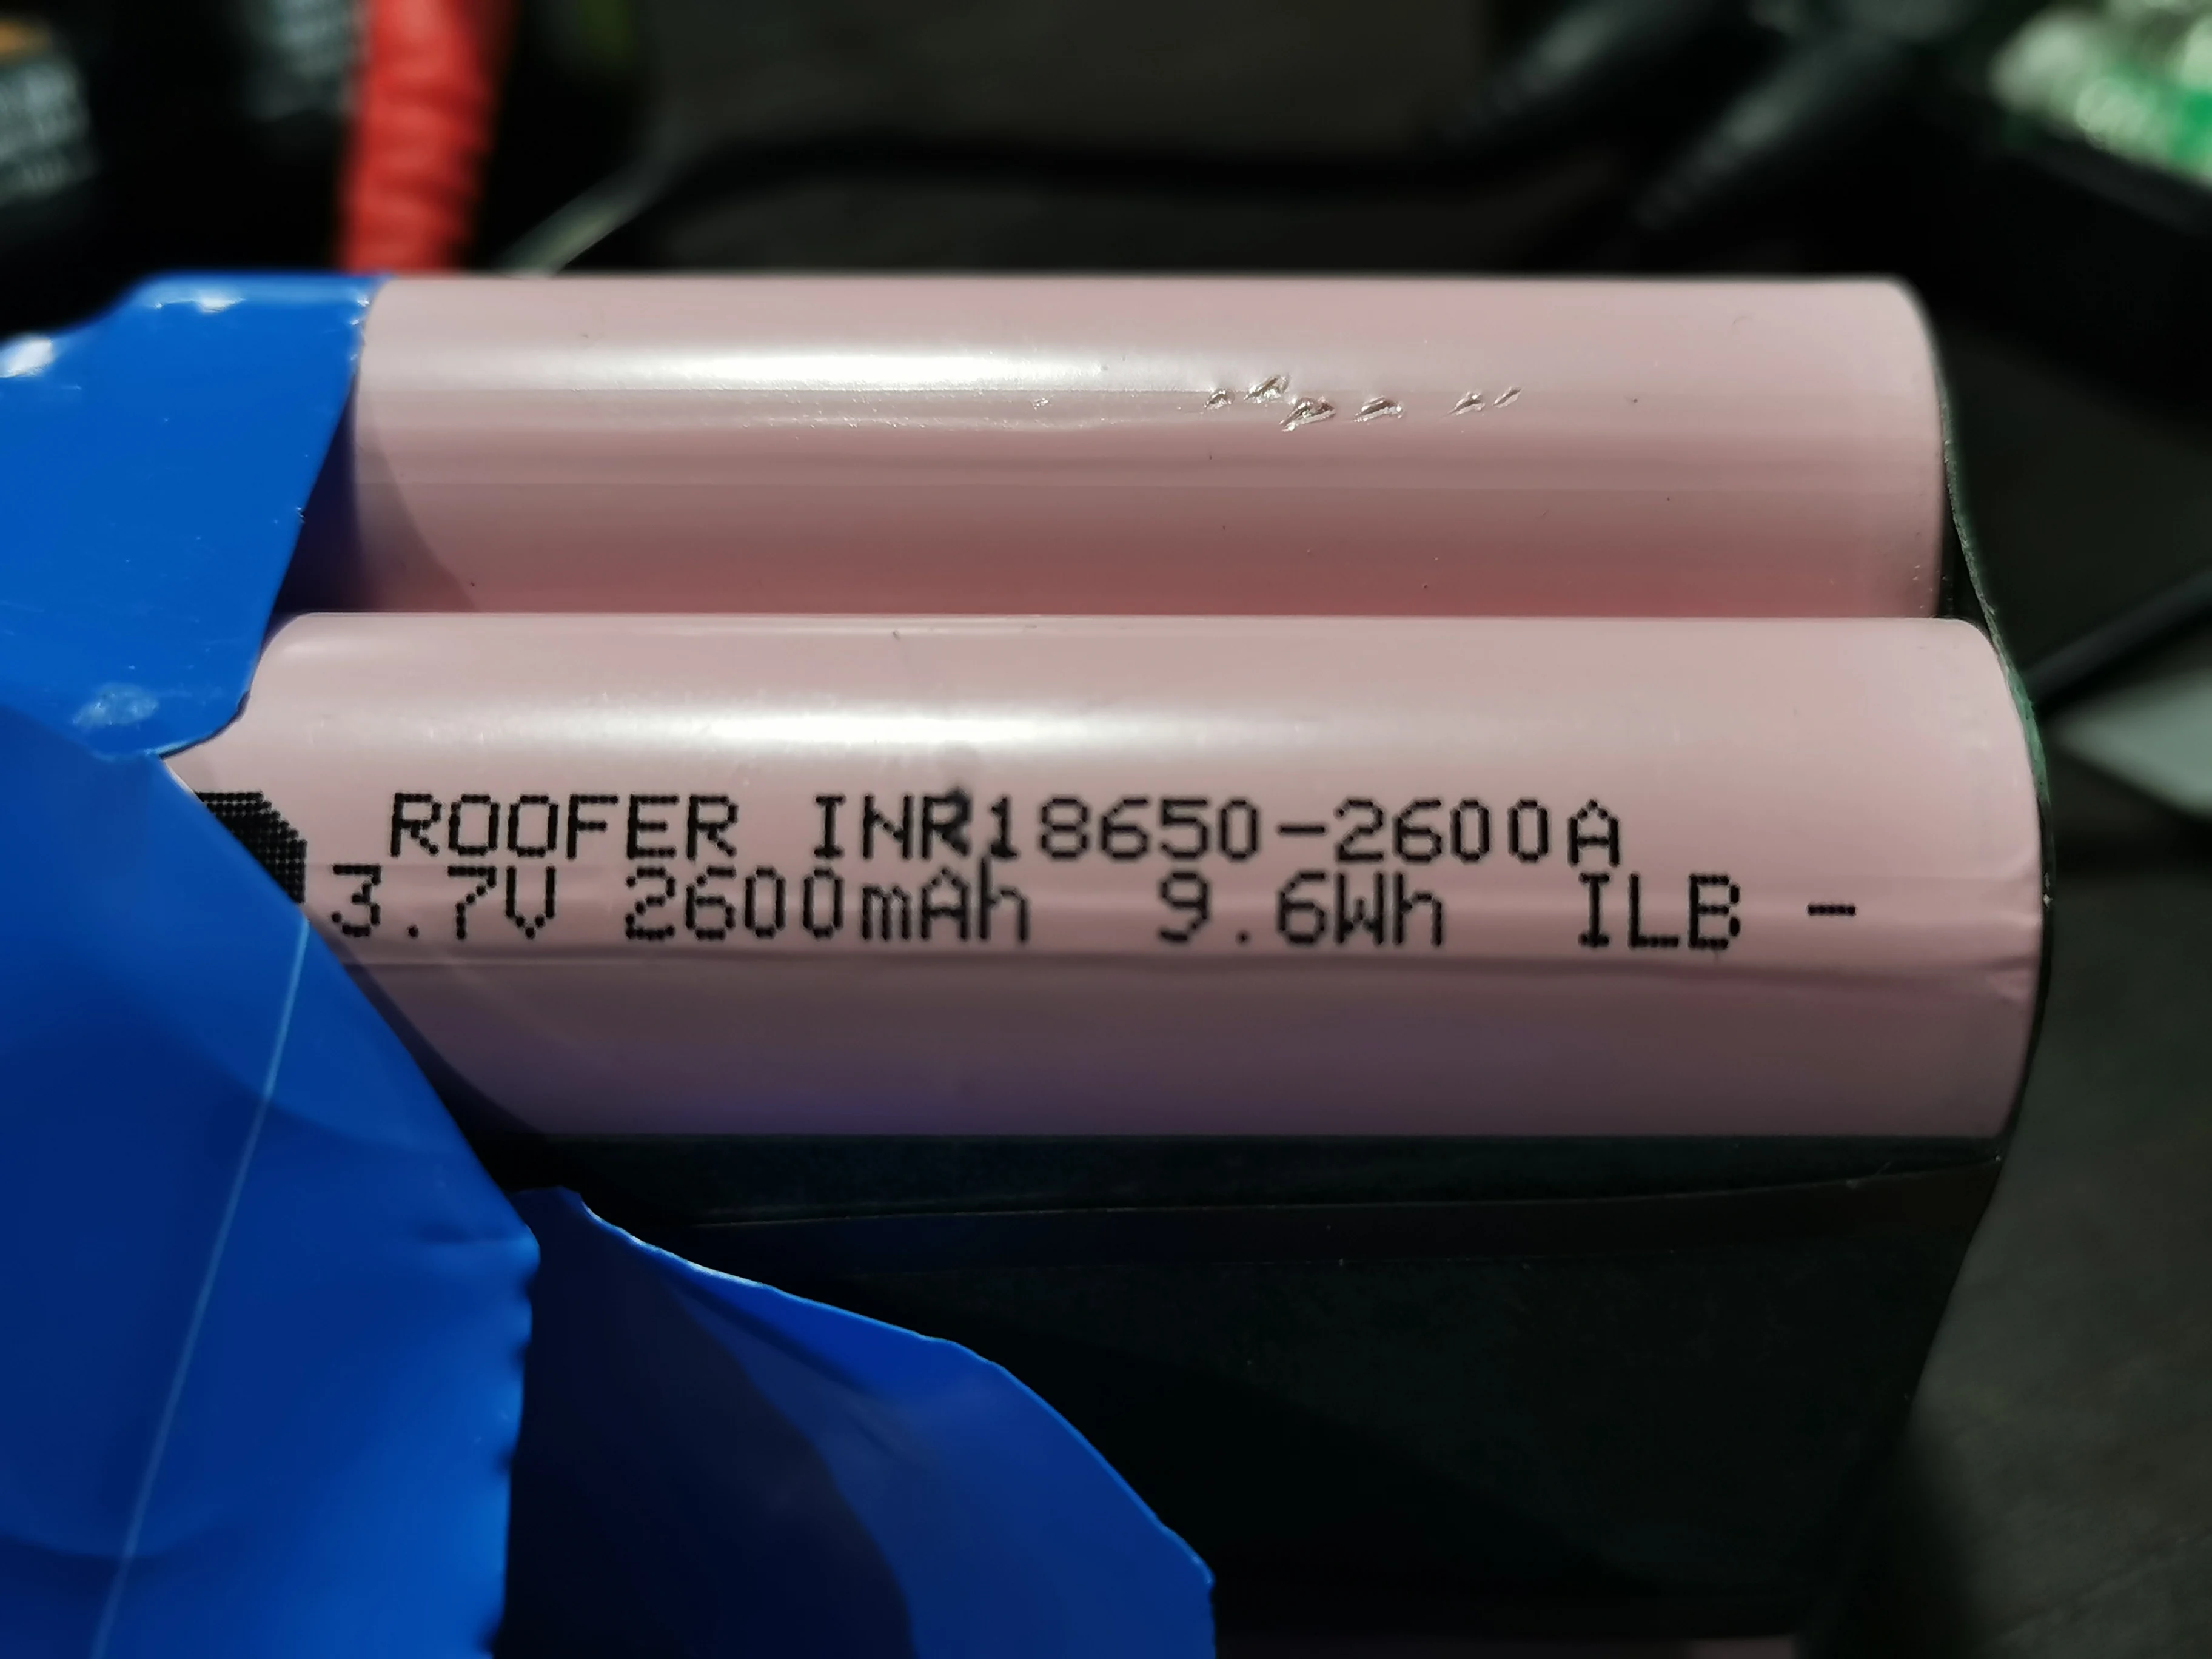 ROOFER INR18650-2600A
3.7V 2600mAh 9.6Wh ILB -